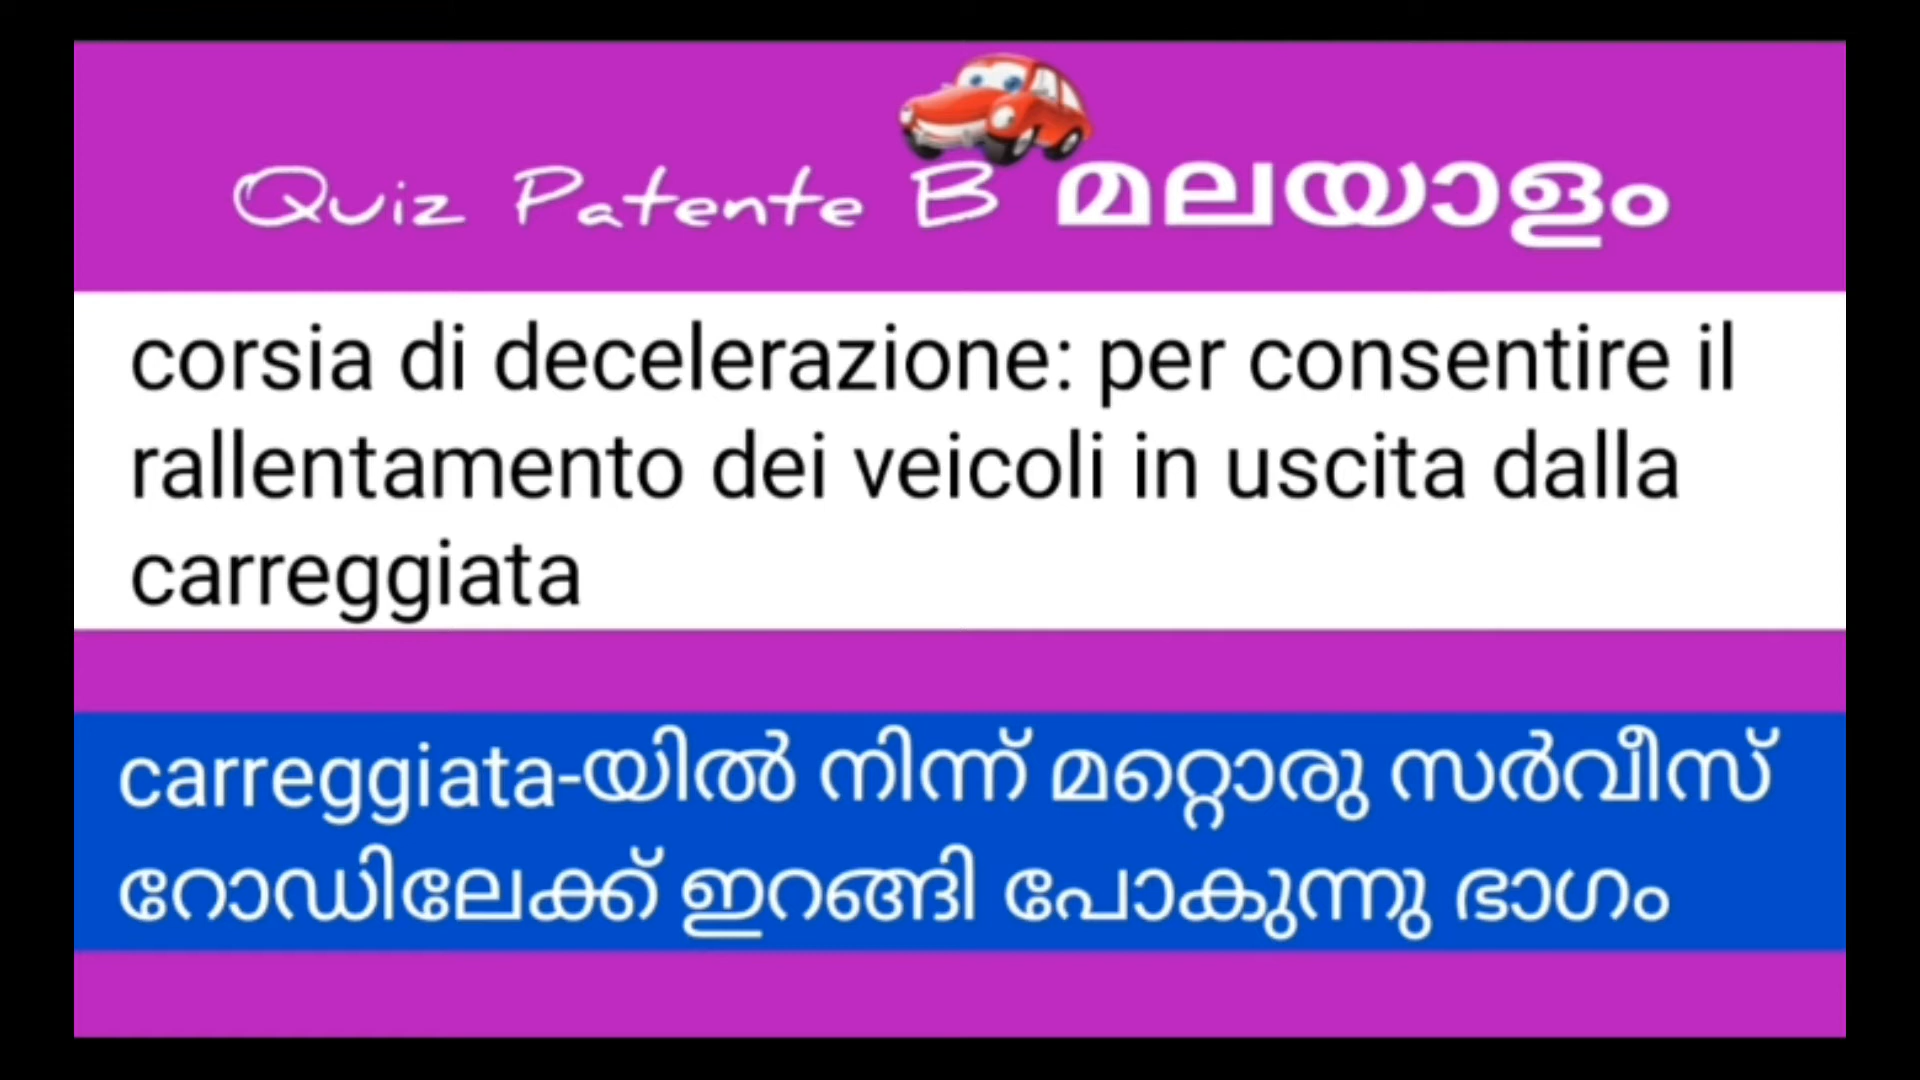 Quiz Patente B മലയാളം
corsia di decelerazione: per consentire il
rallentamento dei veicoli in uscita dalla
carreggiata
carreggiata-യിൽ നിന്ന് മറ്റൊരു സർവീസ്
റോഡിലേക്ക് ഇറങ്ങി പോകുന്നു ഭാഗം